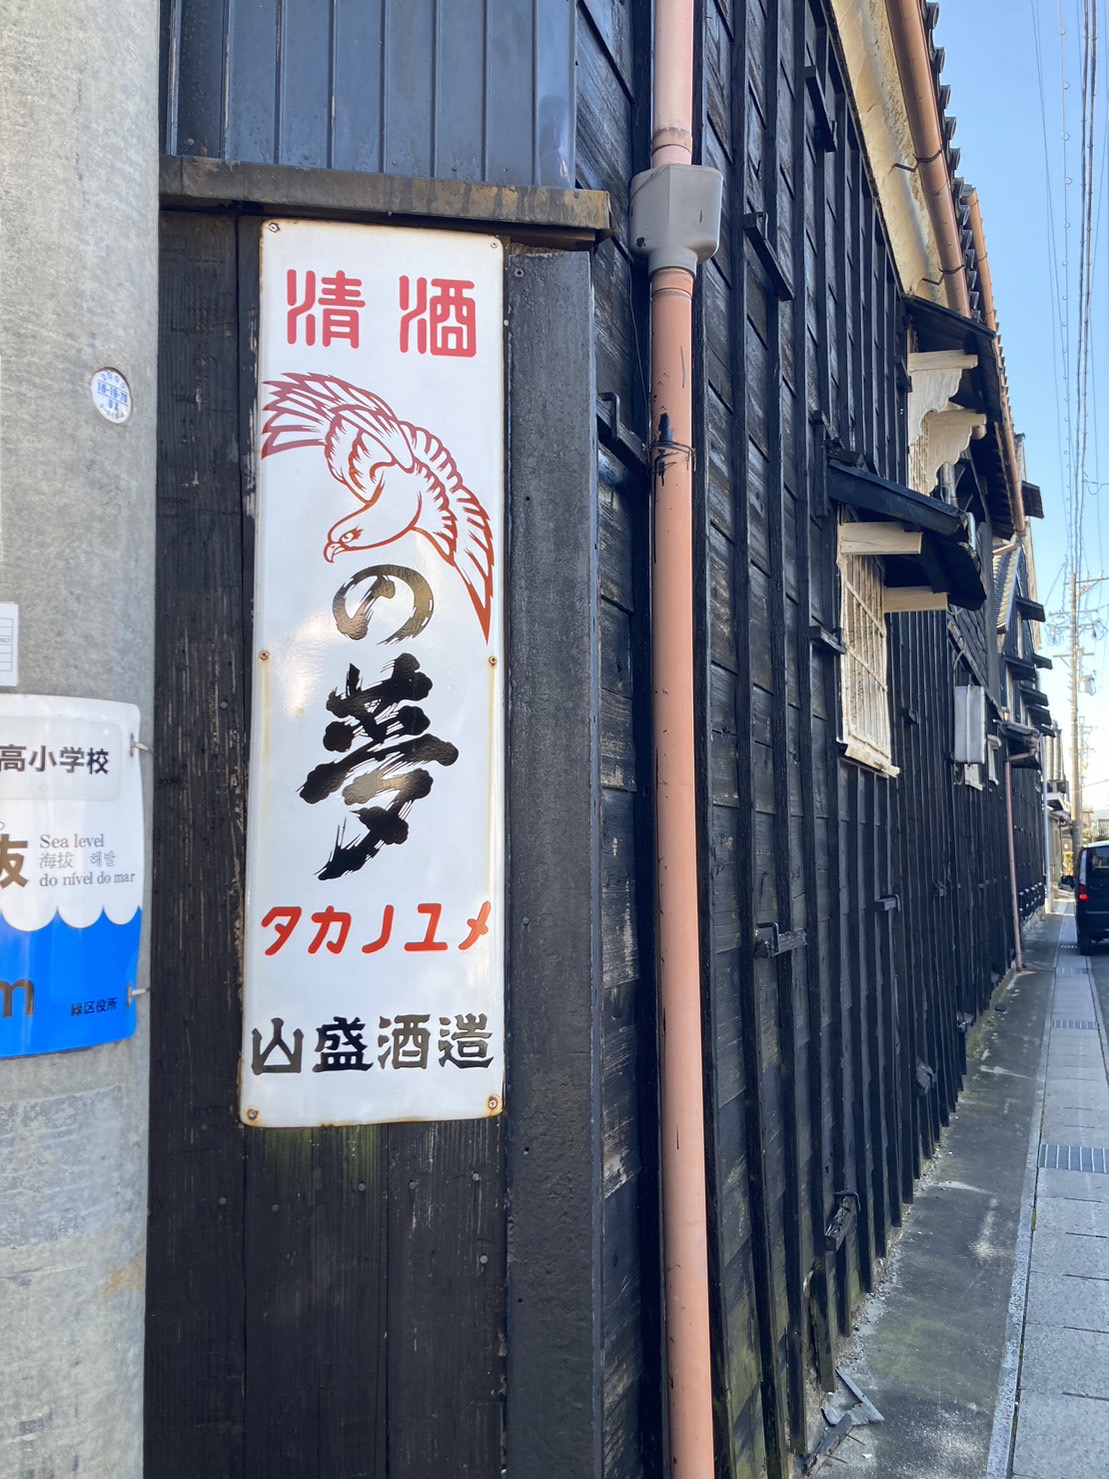 清酒
の夢
タカノユメ
山盛酒造
高小学校
抜
Sea level
海拔 해발
do nível do mar
m
緑区役所